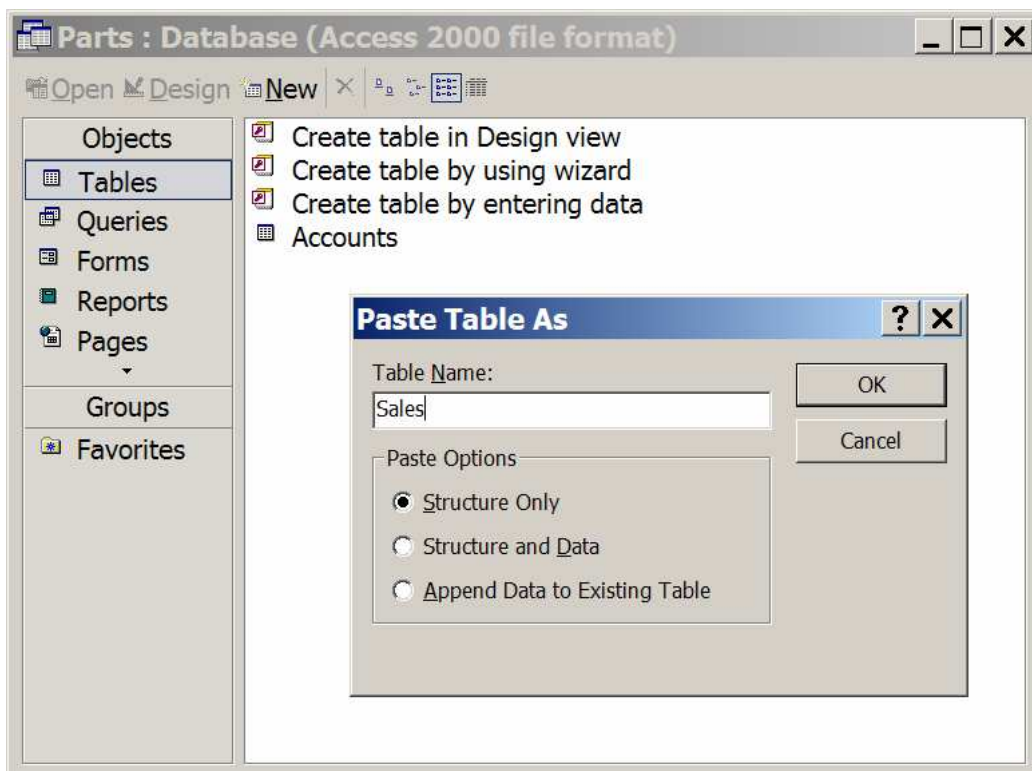 Parts : Database (Access 2000 file format)
Open Design New
Objects
Tables
Queries
Forms
Reports
Pages
Groups
Favorites
Create table in Design view
Create table by using wizard
Create table by entering data
Accounts
Paste Table As
Table Name:
Sales
Paste Options
Structure Only
Structure and Data
Append Data to Existing Table
OK
Cancel